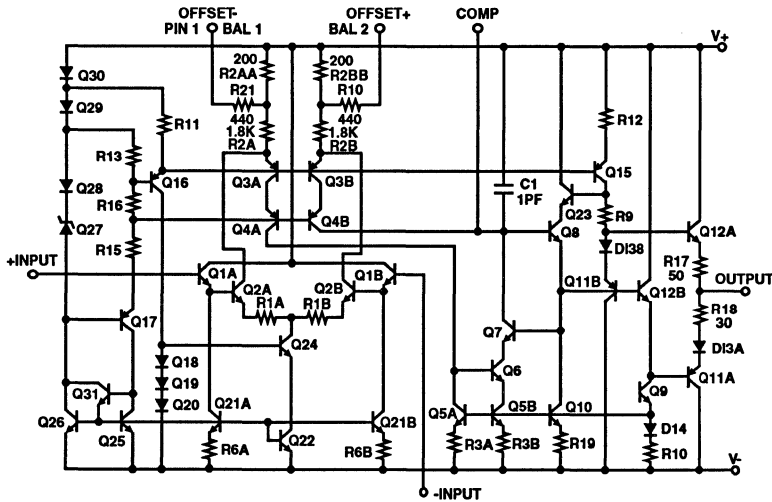 OFFSET- OFFSET+ COMP
PIN 1 BAL 1 BAL 2
V+
Q30 200 200
R2AA R2BB
R21 R10
Q29 R11 440 440 R12
1.8K 1.8K
R13 R2A R2B
Q28 Q16 Q3A Q3B C1 Q15
R16 1PF Q23
Q27 Q4A Q4B Q8 R9
R15 Q12A
DI38 R17
+INPUT Q1A Q2A Q2B Q1B 50 OUTPUT
R1A R1B Q11B Q12B
Q17 Q7 R18
30
Q24
Q18 Q6 DI3A
Q31 Q19 Q9 Q11A
Q20 Q21A Q5A Q5B Q10
Q26 Q25 Q22 Q21B D14
R6A R6B R3A R3B R19 R10
V-
-INPUT